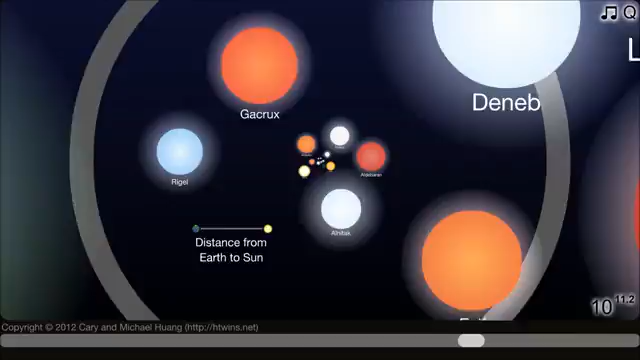 Q
L
Deneb
Gacrux
Rigel
Aldebaran
Alnitak
Distance from
Earth to Sun
10 11.2
Copyright © 2012 Cary and Michael Huang (http://htwins.net)